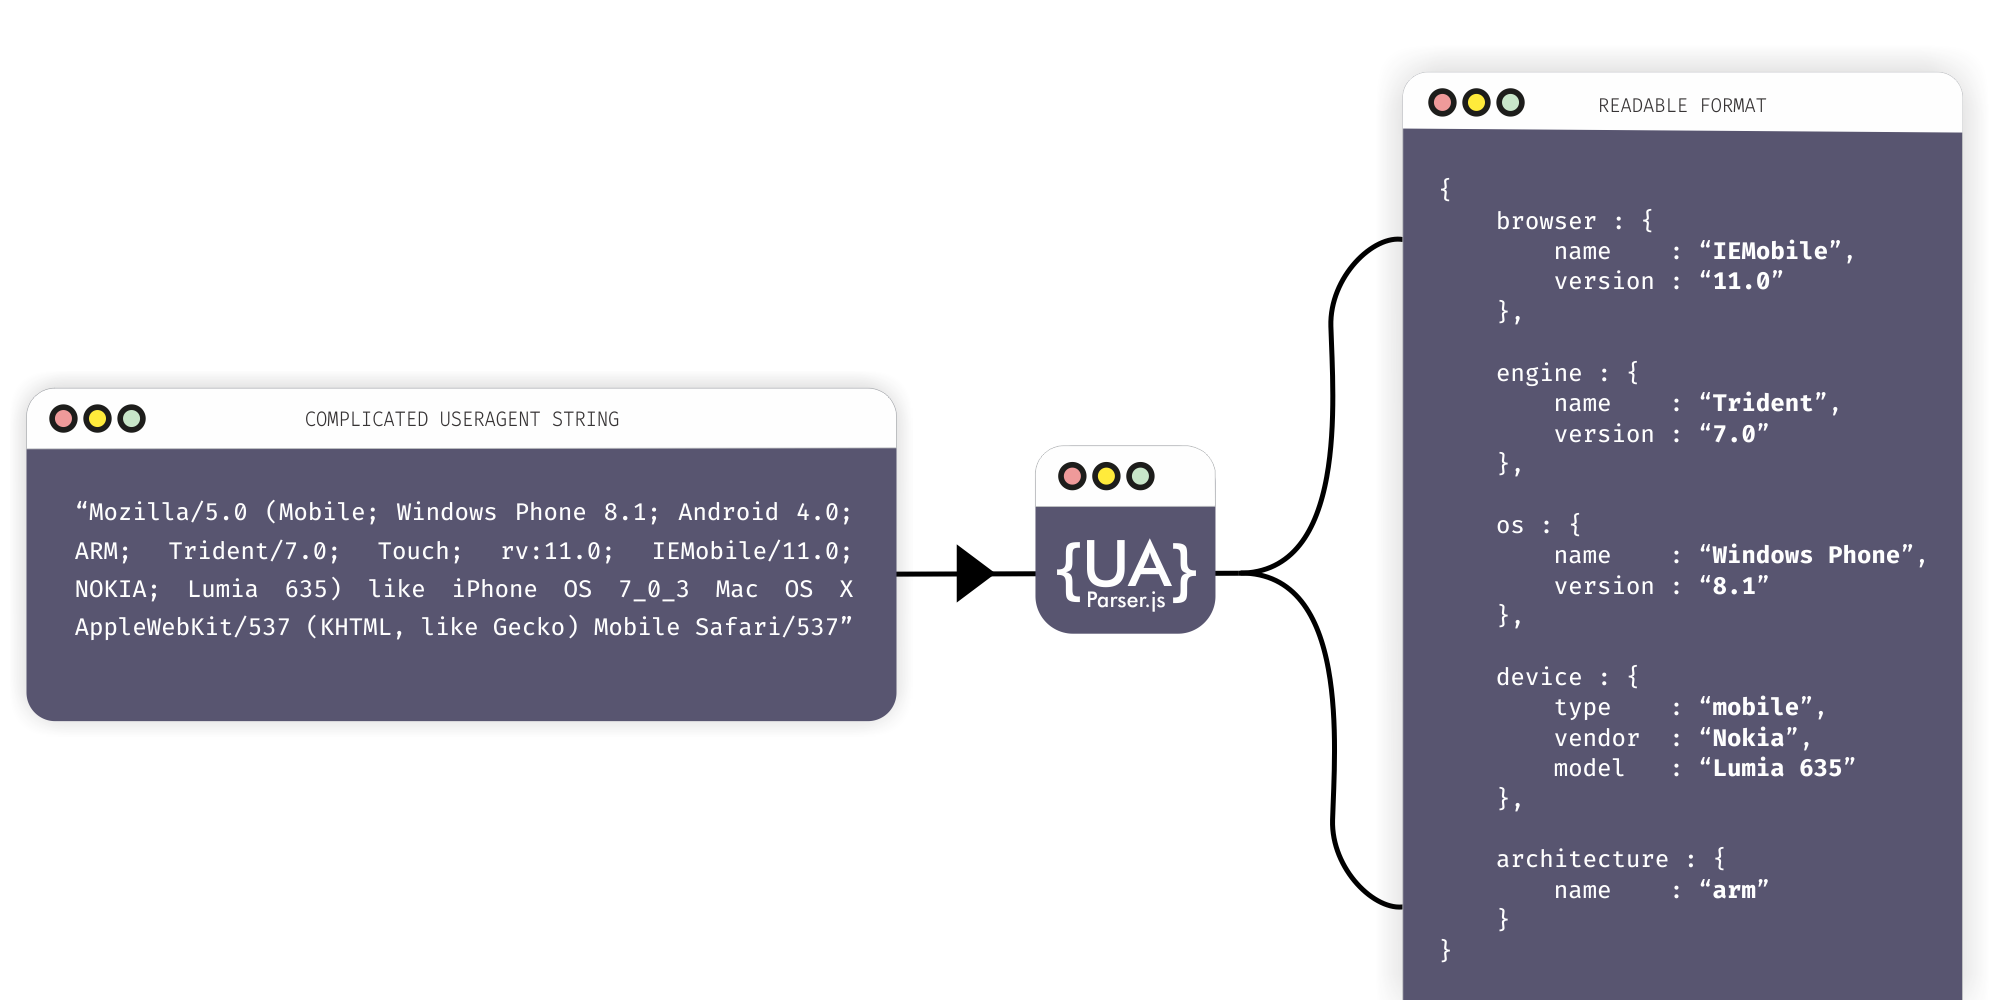 COMPLICATED USERAGENT STRING
“Mozilla/5.0 (Mobile; Windows Phone 8.1; Android 4.0;
ARM; Trident/7.0; Touch; rv:11.0; IEMobile/11.0;
NOKIA; Lumia 635) like iPhone OS 7_0_3 Mac OS X
AppleWebKit/537 (KHTML, like Gecko) Mobile Safari/537”
{UA}
Parser.js
READABLE FORMAT
{
browser : {
name : “IEMobile”,
version : “11.0”
},
engine : {
name : “Trident”,
version : “7.0”
},
os : {
name : “Windows Phone”,
version : “8.1”
},
device : {
type : “mobile”,
vendor : “Nokia”,
model : “Lumia 635”
},
architecture : {
name : “arm”
}
}